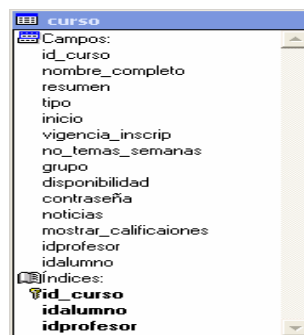 curso
Campos:
id_curso
nombre_completo
resumen
tipo
inicio
vigencia_inscrip
no_temas_semanas
grupo
disponibilidad
contraseña
noticias
mostrar_calificaiones
idprofesor
idalumno
Índices:
id_curso
idalumno
idprofesor